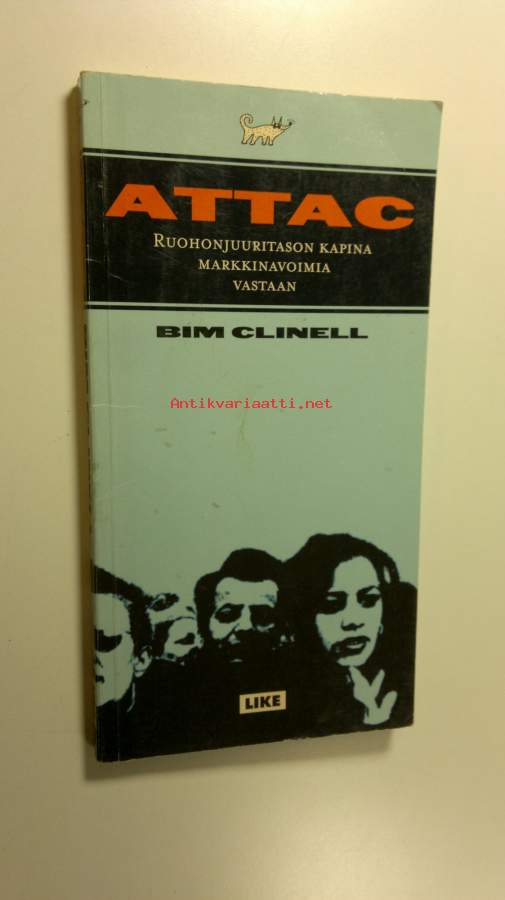 ATTAC
RUOHONJUURITASON KAPINA
MARKKINAVOIMIA
VASTAAN
BIM CLINELL
Antikvariaatti.net
LIKE